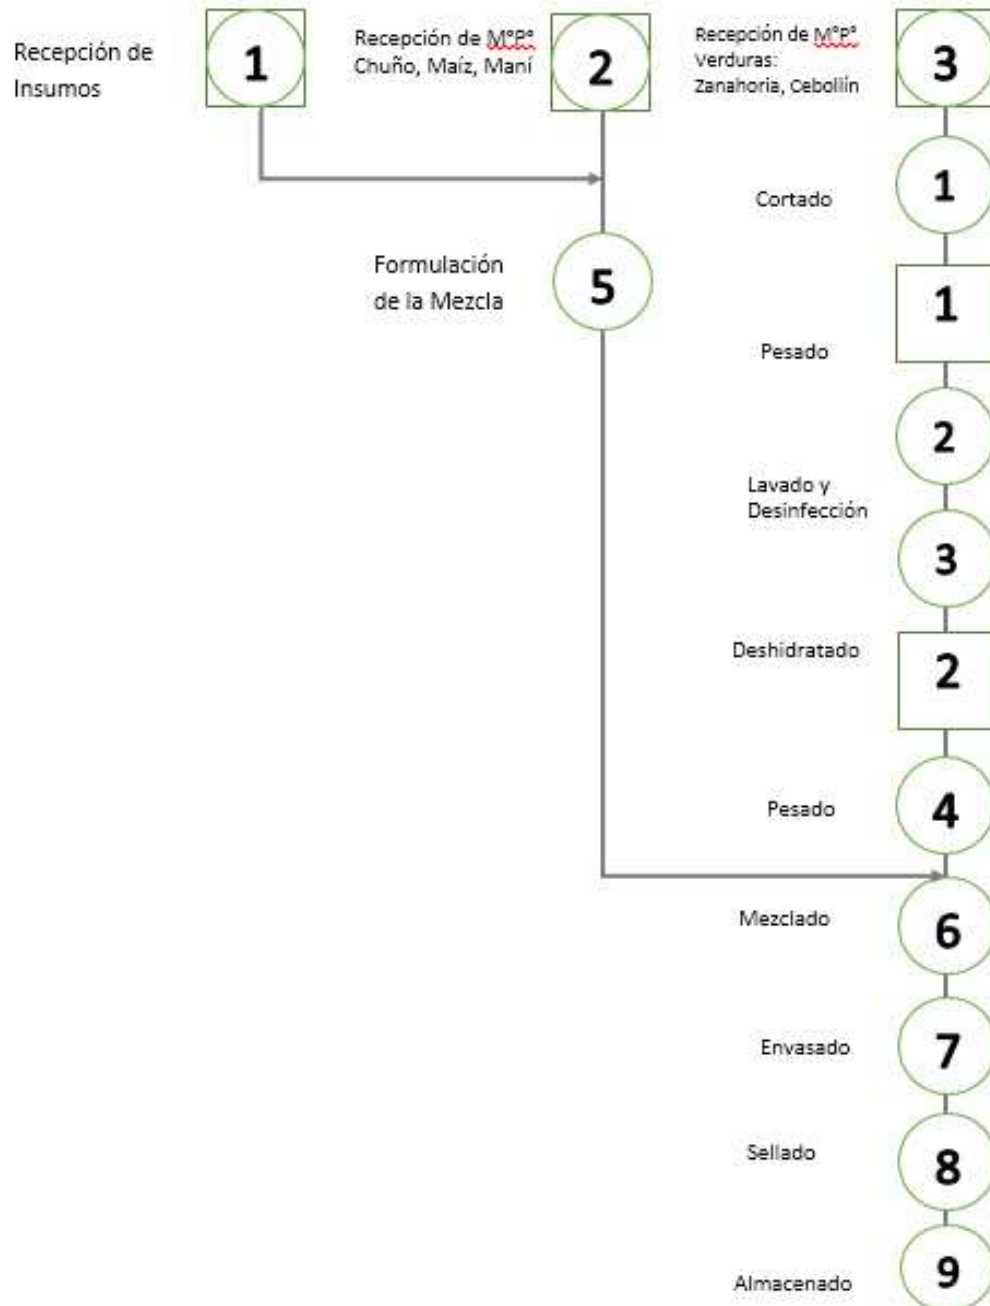 Recepción de
Insumos
1
Recepción de MºPº
Chuño, Maíz, Maní
2
Recepción de MºPº
Verduras:
Zanahoria, Cebollín
3
Cortado
1
Formulación
de la Mezcla
5
1
Pesado
2
Lavado y
Desinfección
3
Deshidratado
2
Pesado
4
Mezclado
6
Envasado
7
Sellado
8
Almacenado
9